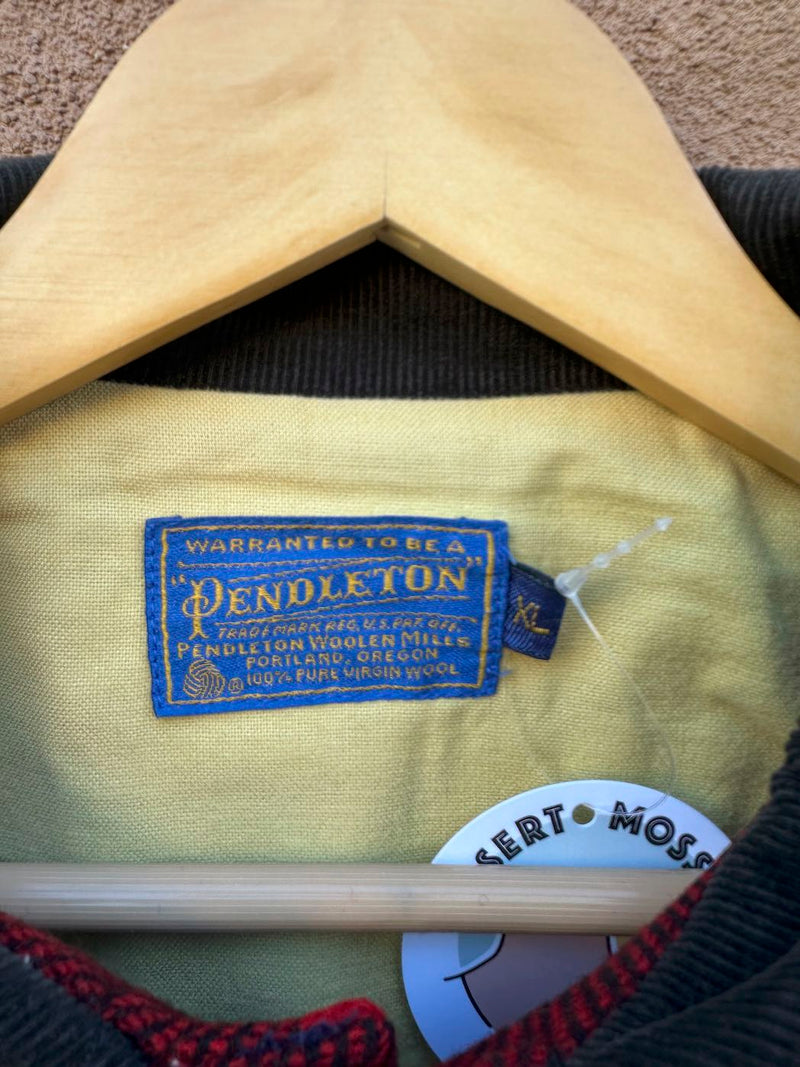 WARRANTED TO BE A
"PENDLETON"
TRADE MARK REG. U.S. PAT. OFF.
PENDLETON WOOLEN MILLS
PORTLAND, OREGON
® 100% PURE VIRGIN WOOL
XL
SERT • MOSS